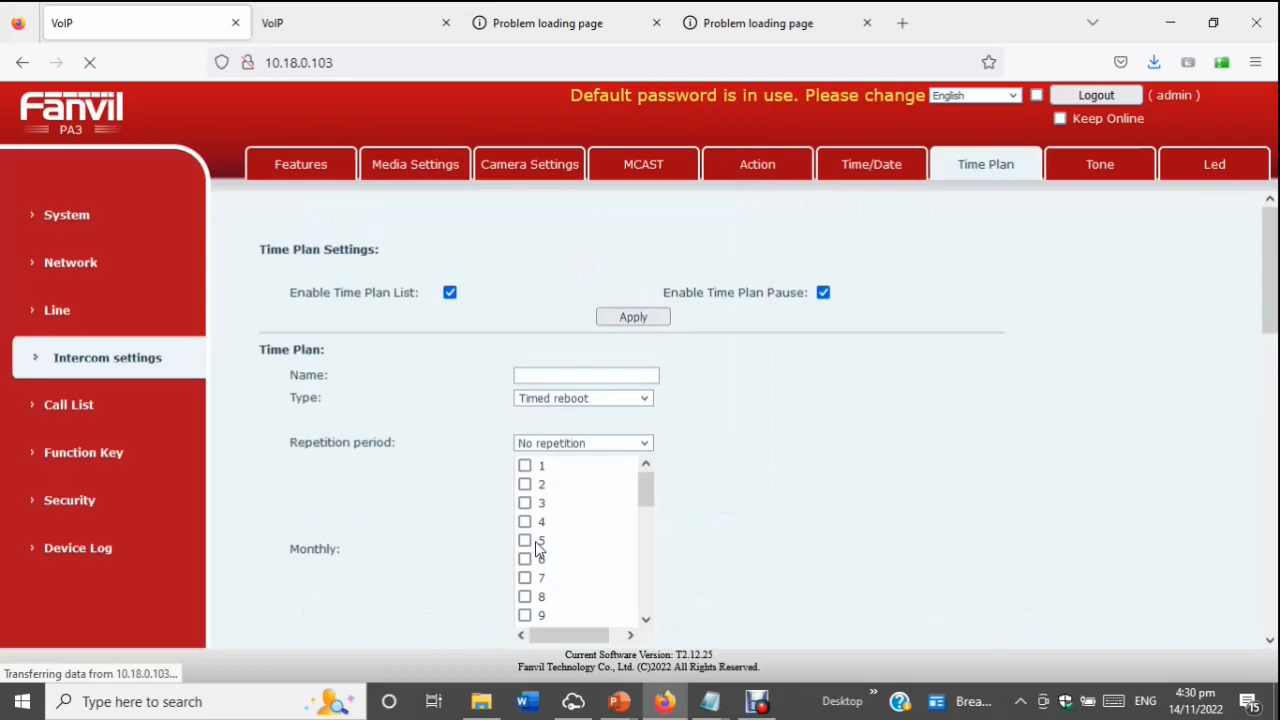 VoIP
VoIP
Problem loading page
Problem loading page
10.18.0.103
Default password is in use. Please change
English
Logout
( admin )
Keep Online
Fanvil
PA3
Features
Media Settings
Camera Settings
MCAST
Action
Time/Date
Time Plan
Tone
Led
System
Network
Line
Intercom settings
Call List
Function Key
Security
Device Log
Time Plan Settings:
Enable Time Plan List:
Enable Time Plan Pause:
Apply
Time Plan:
Name:
Type:
Timed reboot
Repetition period:
No repetition
Monthly:
1
2
3
4
5
6
7
8
9
Current Software Version: T2.12.25
Fanvil Technology Co., Ltd. (C)2022 All Rights Reserved.
Transferring data from 10.18.0.103...
Type here to search
Desktop
Brea...
ENG
4:30 pm
14/11/2022
15